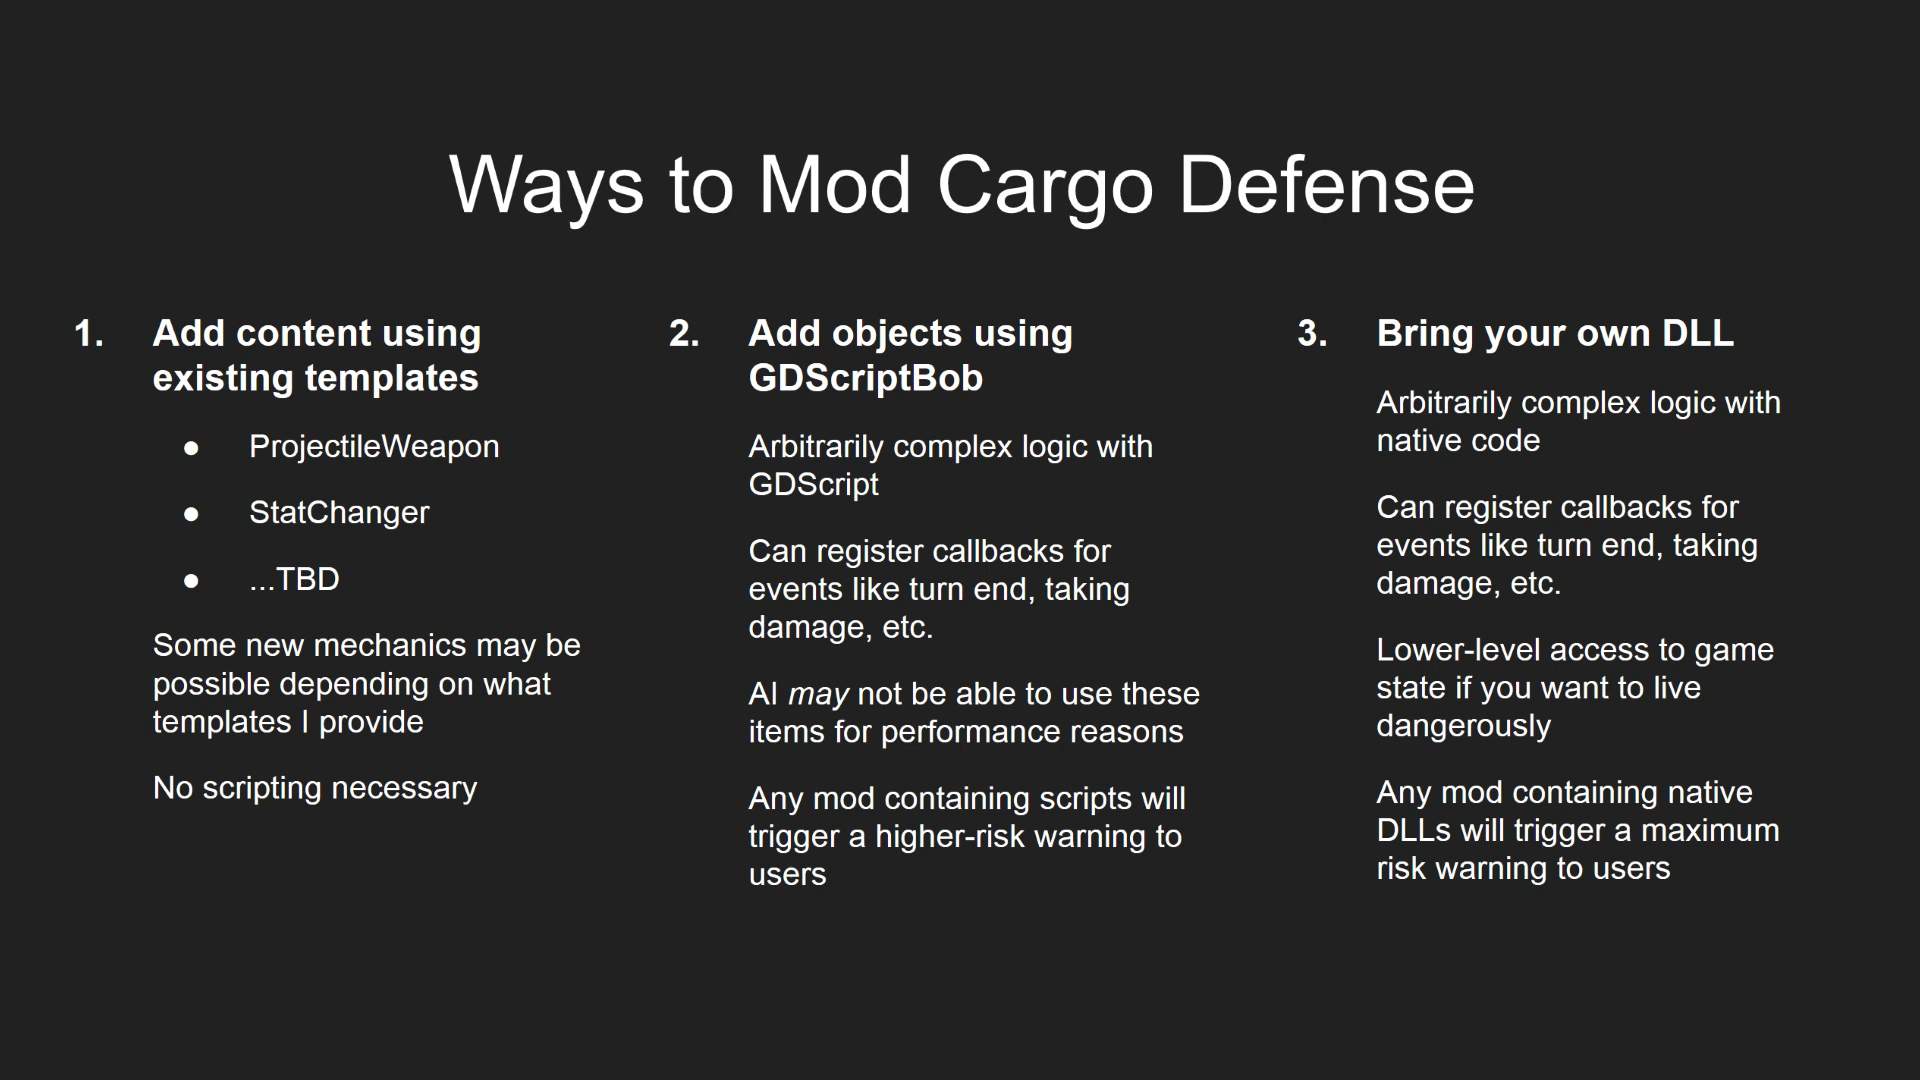 Ways to Mod Cargo Defense
1. Add content using
existing templates
● ProjectileWeapon
● StatChanger
● ...TBD
Some new mechanics may be
possible depending on what
templates I provide
No scripting necessary
2. Add objects using
GDScriptBob
Arbitrarily complex logic with
GDScript
Can register callbacks for
events like turn end, taking
damage, etc.
AI may not be able to use these
items for performance reasons
Any mod containing scripts will
trigger a higher-risk warning to
users
3. Bring your own DLL
Arbitrarily complex logic with
native code
Can register callbacks for
events like turn end, taking
damage, etc.
Lower-level access to game
state if you want to live
dangerously
Any mod containing native
DLLs will trigger a maximum
risk warning to users